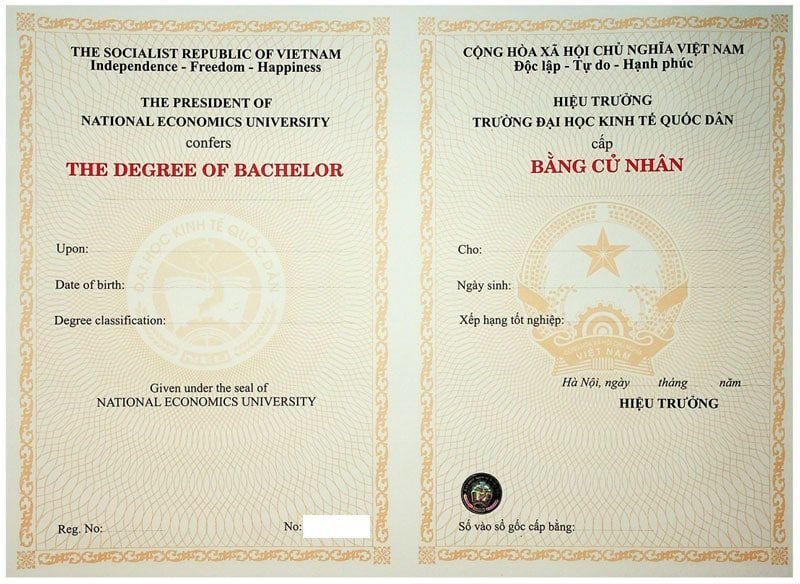 THE SOCIALIST REPUBLIC OF VIETNAM
Independence - Freedom - Happiness
THE PRESIDENT OF
NATIONAL ECONOMICS UNIVERSITY
confers
THE DEGREE OF BACHELOR
ĐẠI HỌC KINH TẾ QUỐC DÂN
Upon:
Date of birth:
Degree classification:
Given under the seal of
NATIONAL ECONOMICS UNIVERSITY
Reg. No:
No:
CỘNG HÒA XÃ HỘI CHỦ NGHĨA VIỆT NAM
Độc lập - Tự do - Hạnh phúc
HIỆU TRƯỞNG
TRƯỜNG ĐẠI HỌC KINH TẾ QUỐC DÂN
cấp
BẰNG CỬ NHÂN
Cho:
Ngày sinh:
Xếp hạng tốt nghiệp:
VIỆT NAM
Hà Nội, ngày tháng năm
HIỆU TRƯỞNG
Số vào sổ gốc cấp bằng: